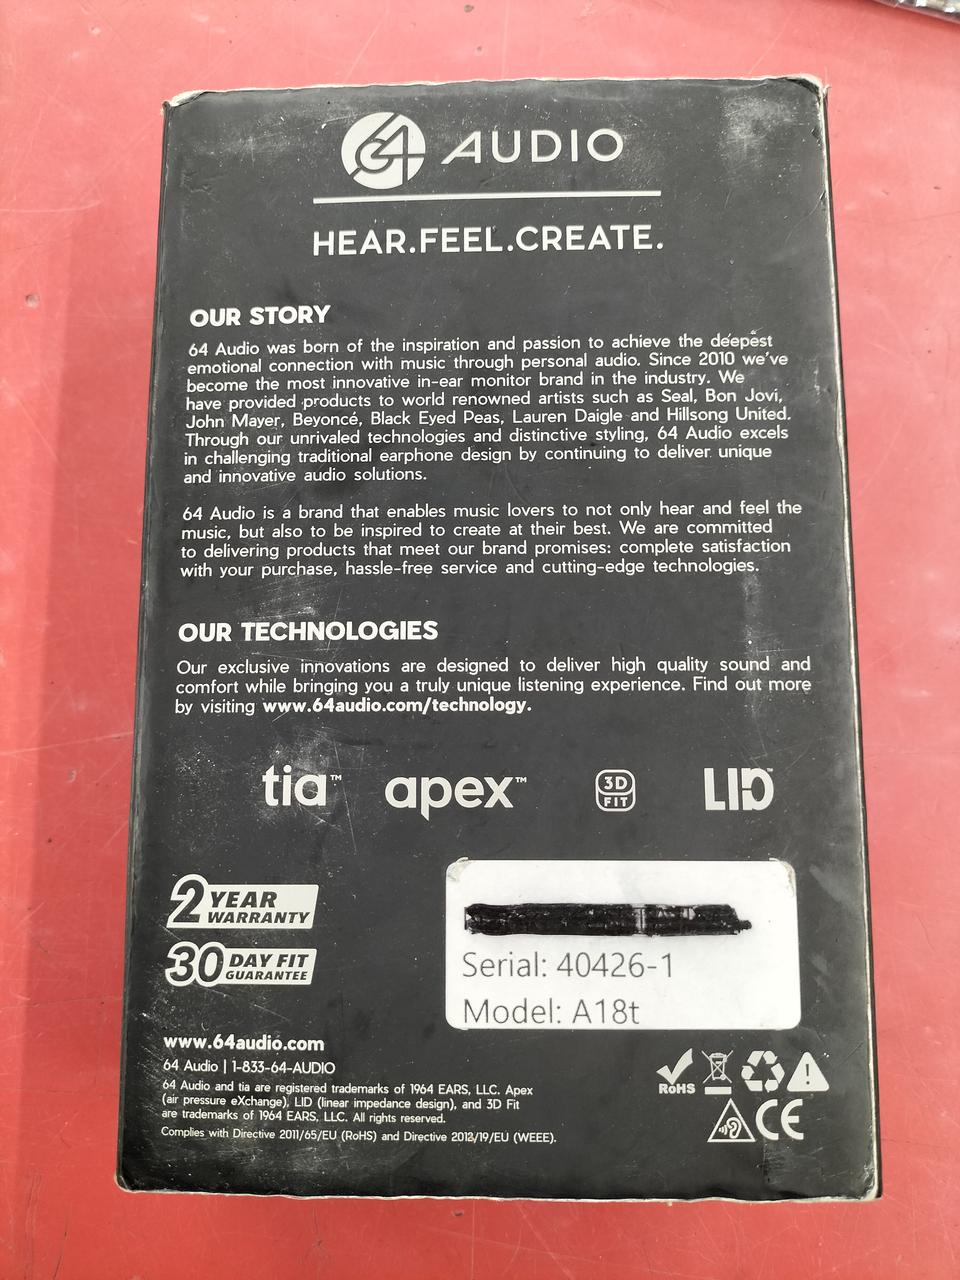 64 AUDIO
HEAR.FEEL.CREATE.
OUR STORY
64 Audio was born of the inspiration and passion to achieve the deepest
emotional connection with music through personal audio. Since 2010 we've
become the most innovative in-ear monitor brand in the industry. We
have provided products to world renowned artists such as Seal, Bon Jovi,
John Mayer, Beyoncé, Black Eyed Peas, Lauren Daigle and Hillsong United.
Through our unrivaled technologies and distinctive styling, 64 Audio excels
in challenging traditional earphone design by continuing to deliver unique
and innovative audio solutions.
64 Audio is a brand that enables music lovers to not only hear and feel the
music, but also to be inspired to create at their best. We are committed
to delivering products that meet our brand promises: complete satisfaction
with your purchase, hassle-free service and cutting-edge technologies.
OUR TECHNOLOGIES
Our exclusive innovations are designed to deliver high quality sound and
comfort while bringing you a truly unique listening experience. Find out more
by visiting www.64audio.com/technology.
tia™ apex™ 3D FIT LID™
2 YEAR WARRANTY
30 DAY FIT GUARANTEE
Serial: 40426-1
Model: A18t
www.64audio.com
64 Audio | 1-833-64-AUDIO
64 Audio and tia are registered trademarks of 1964 EARS, LLC. Apex
(air pressure eXchange), LID (linear impedance design), and 3D Fit
are trademarks of 1964 EARS, LLC. All rights reserved.
Complies with Directive 2011/65/EU (RoHS) and Directive 2012/19/EU (WEEE).
RoHS
CE